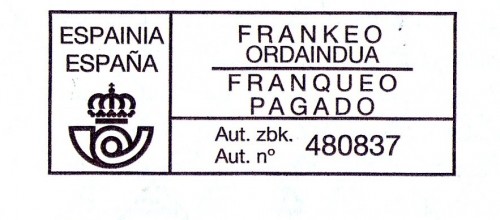 ESPAINIA
ESPAÑA
FRANKEO
ORDAINDUA
FRANQUEO
PAGADO
Aut. zbk.
Aut. nº
480837